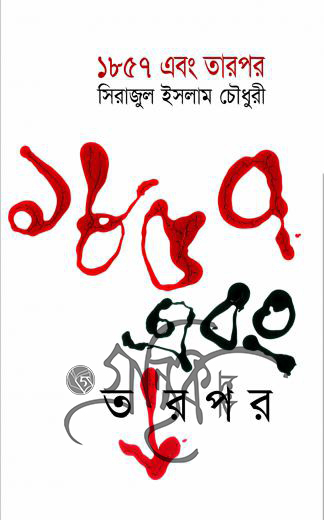 ১৮৫৭ এবং তারপর
সিরাজুল ইসলাম চৌধুরী
১৮৫৭
এবং
তারপর